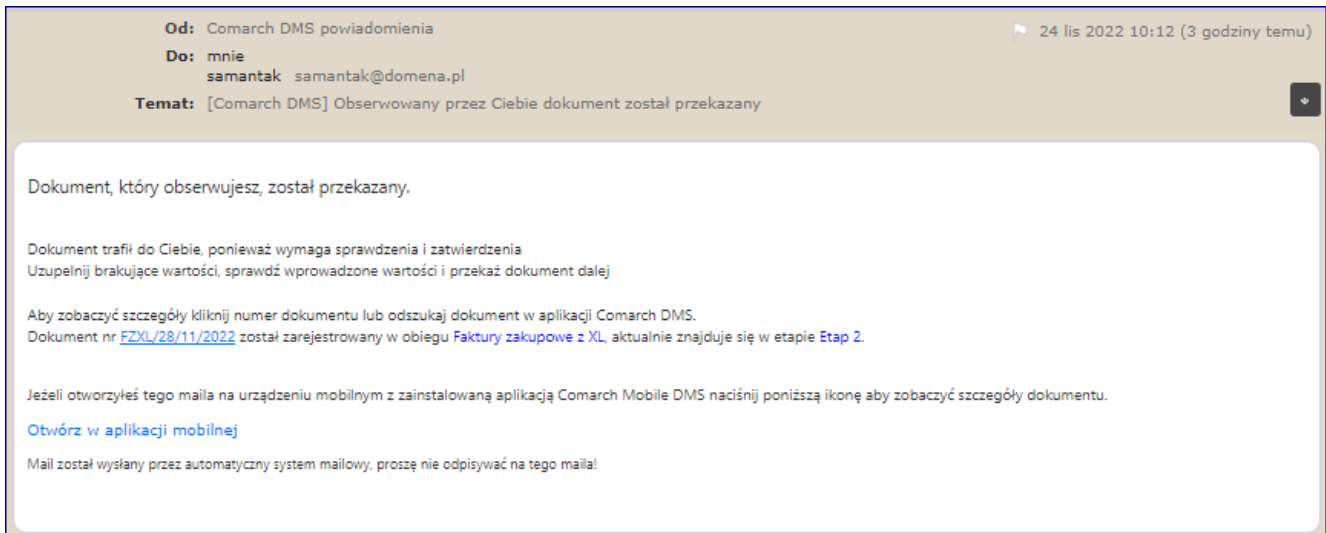 Od: Comarch DMS powiadomienia
24 lis 2022 10:12 (3 godziny temu)
Do: mnie
samantak samantak@domena.pl
Temat: [Comarch DMS] Obserwowany przez Ciebie dokument został przekazany
Dokument, który obserwujesz, został przekazany.
Dokument trafił do Ciebie, ponieważ wymaga sprawdzenia i zatwierdzenia
Uzupelnij brakujące wartości, sprawdź wprowadzone wartości i przekaż dokument dalej
Aby zobaczyć szczegóły kliknij numer dokumentu lub odszukaj dokument w aplikacji Comarch DMS.
Dokument nr FZXL/28/11/2022 został zarejestrowany w obiegu Faktury zakupowe z XL, aktualnie znajduje się w etapie Etap 2.
Jeżeli otworzyłeś tego maila na urządzeniu mobilnym z zainstalowaną aplikacją Comarch Mobile DMS naciśnij poniższą ikonę aby zobaczyć szczegóły dokumentu.
Otwórz w aplikacji mobilnej
Mail został wysłany przez automatyczny system mailowy, proszę nie odpisywać na tego maila!